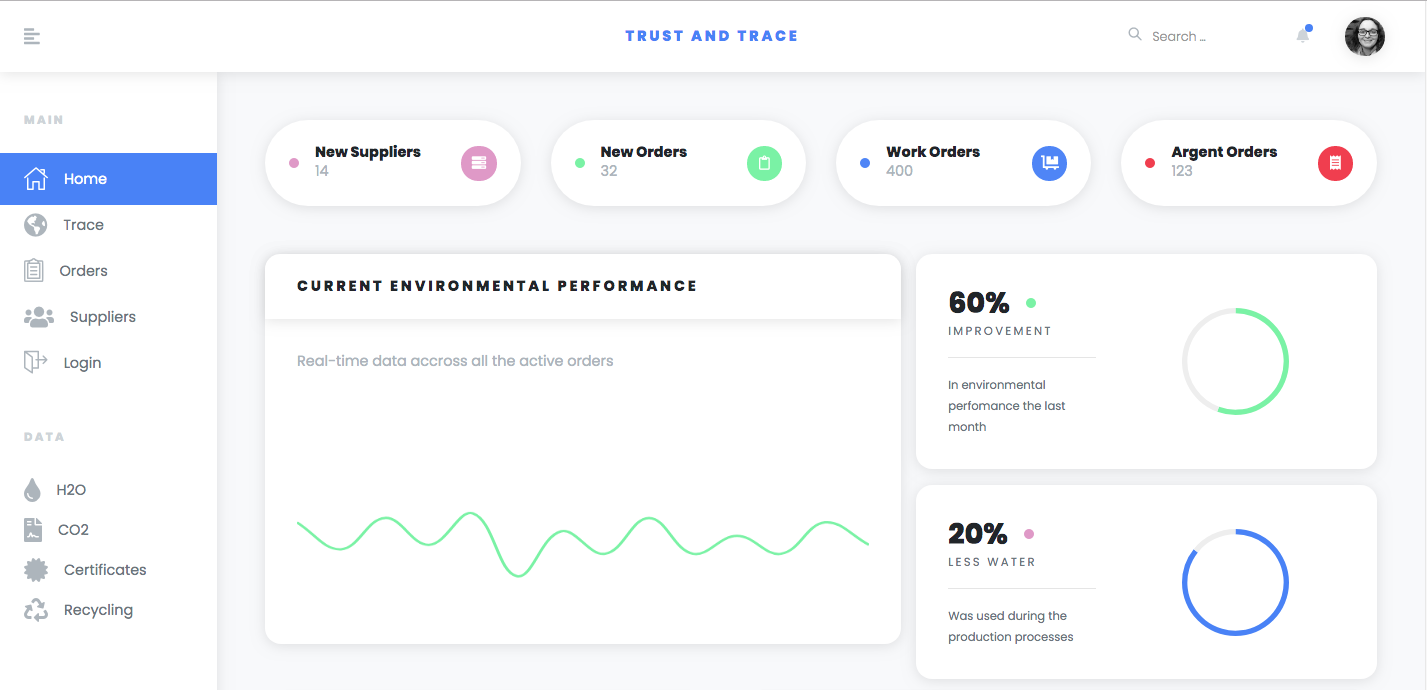 TRUST AND TRACE
Search ...
MAIN
Home
Trace
Orders
Suppliers
Login
DATA
H2O
CO2
Certificates
Recycling
New Suppliers
14
New Orders
32
Work Orders
400
Argent Orders
123
CURRENT ENVIRONMENTAL PERFORMANCE
Real-time data accross all the active orders
60%
IMPROVEMENT
In environmental
perfomance the last
month
20%
LESS WATER
Was used during the
production processes